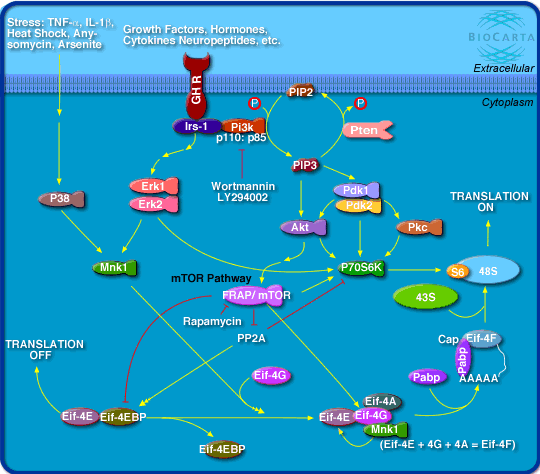 Stress: TNF-α, IL-1β,
Heat Shock, Any-
somycin, Arsenite
Growth Factors, Hormones,
Cytokines Neuropeptides, etc.
BIOCARTA
Extracellular
Cytoplasm
GH R
Irs-1
Pi3k
p110: p85
P
PIP2
P
Pten
PIP3
Wortmannin
LY294002
P38
Erk1
Erk2
Pdk1
Pdk2
Akt
Pkc
TRANSLATION
ON
Mnk1
mTOR Pathway
P70S6K
S6
48S
FRAP/ mTOR
43S
Rapamycin
PP2A
TRANSLATION
OFF
Cap
Eif-4F
Pabp
AAAAA
Eif-4G
Pabp
Eif-4E
Eif-4EBP
Eif-4EBP
Eif-4A
Eif-4E
Eif-4G
Mnk1
(Eif-4E + 4G + 4A = Eif-4F)